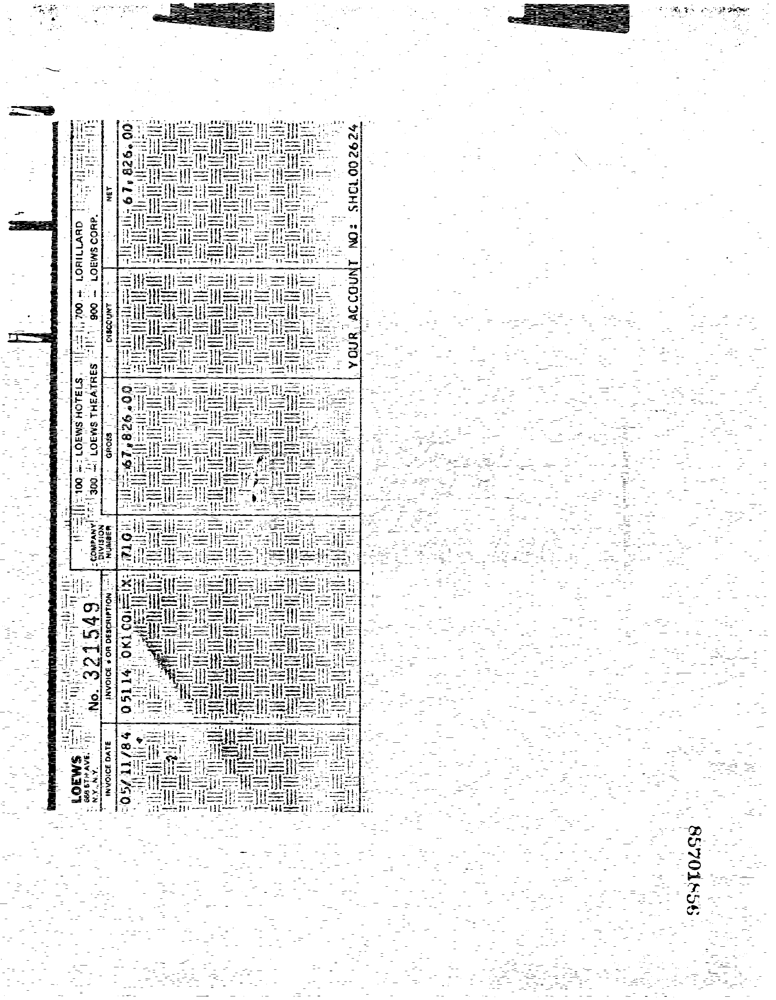 LOEWS
666 5TH AVE.
N.Y., N.Y.
No. 321549
100 — LOEWS HOTELS 700 — LORILLARD
300 — LOEWS THEATRES 900 — LOEWS CORP.
INVOICE DATE INVOICE # OR DESCRIPTION COMPANY DIVISION NUMBER GROSS DISCOUNT NET
05/11/84 05114 710 67,826.00 67,826.00
YOUR ACCOUNT NO: SHCL002624
85701856